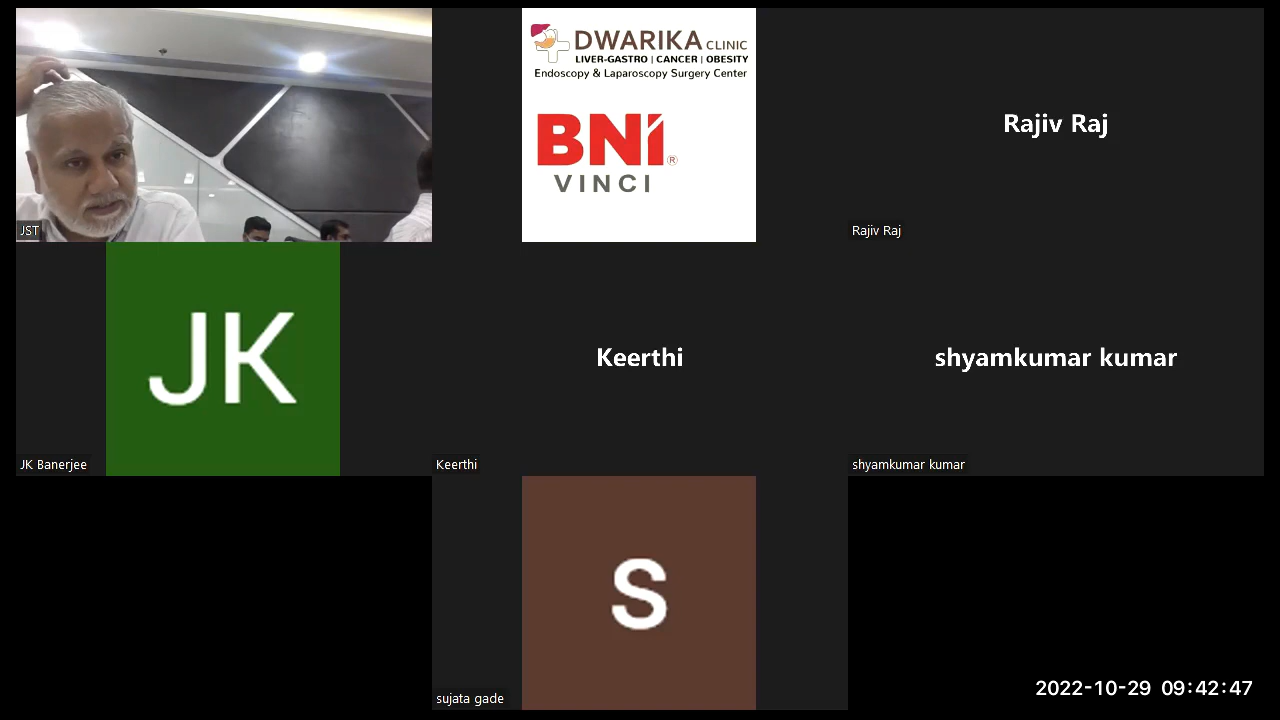 JST
DWARIKA CLINIC
LIVER-GASTRO | CANCER | OBESITY
Endoscopy & Laparoscopy Surgery Center
BNI®
VINCI
Rajiv Raj
Rajiv Raj
JK
JK Banerjee
Keerthi
Keerthi
shyamkumar kumar
shyamkumar kumar
S
sujata gade
2022-10-29 09:42:47